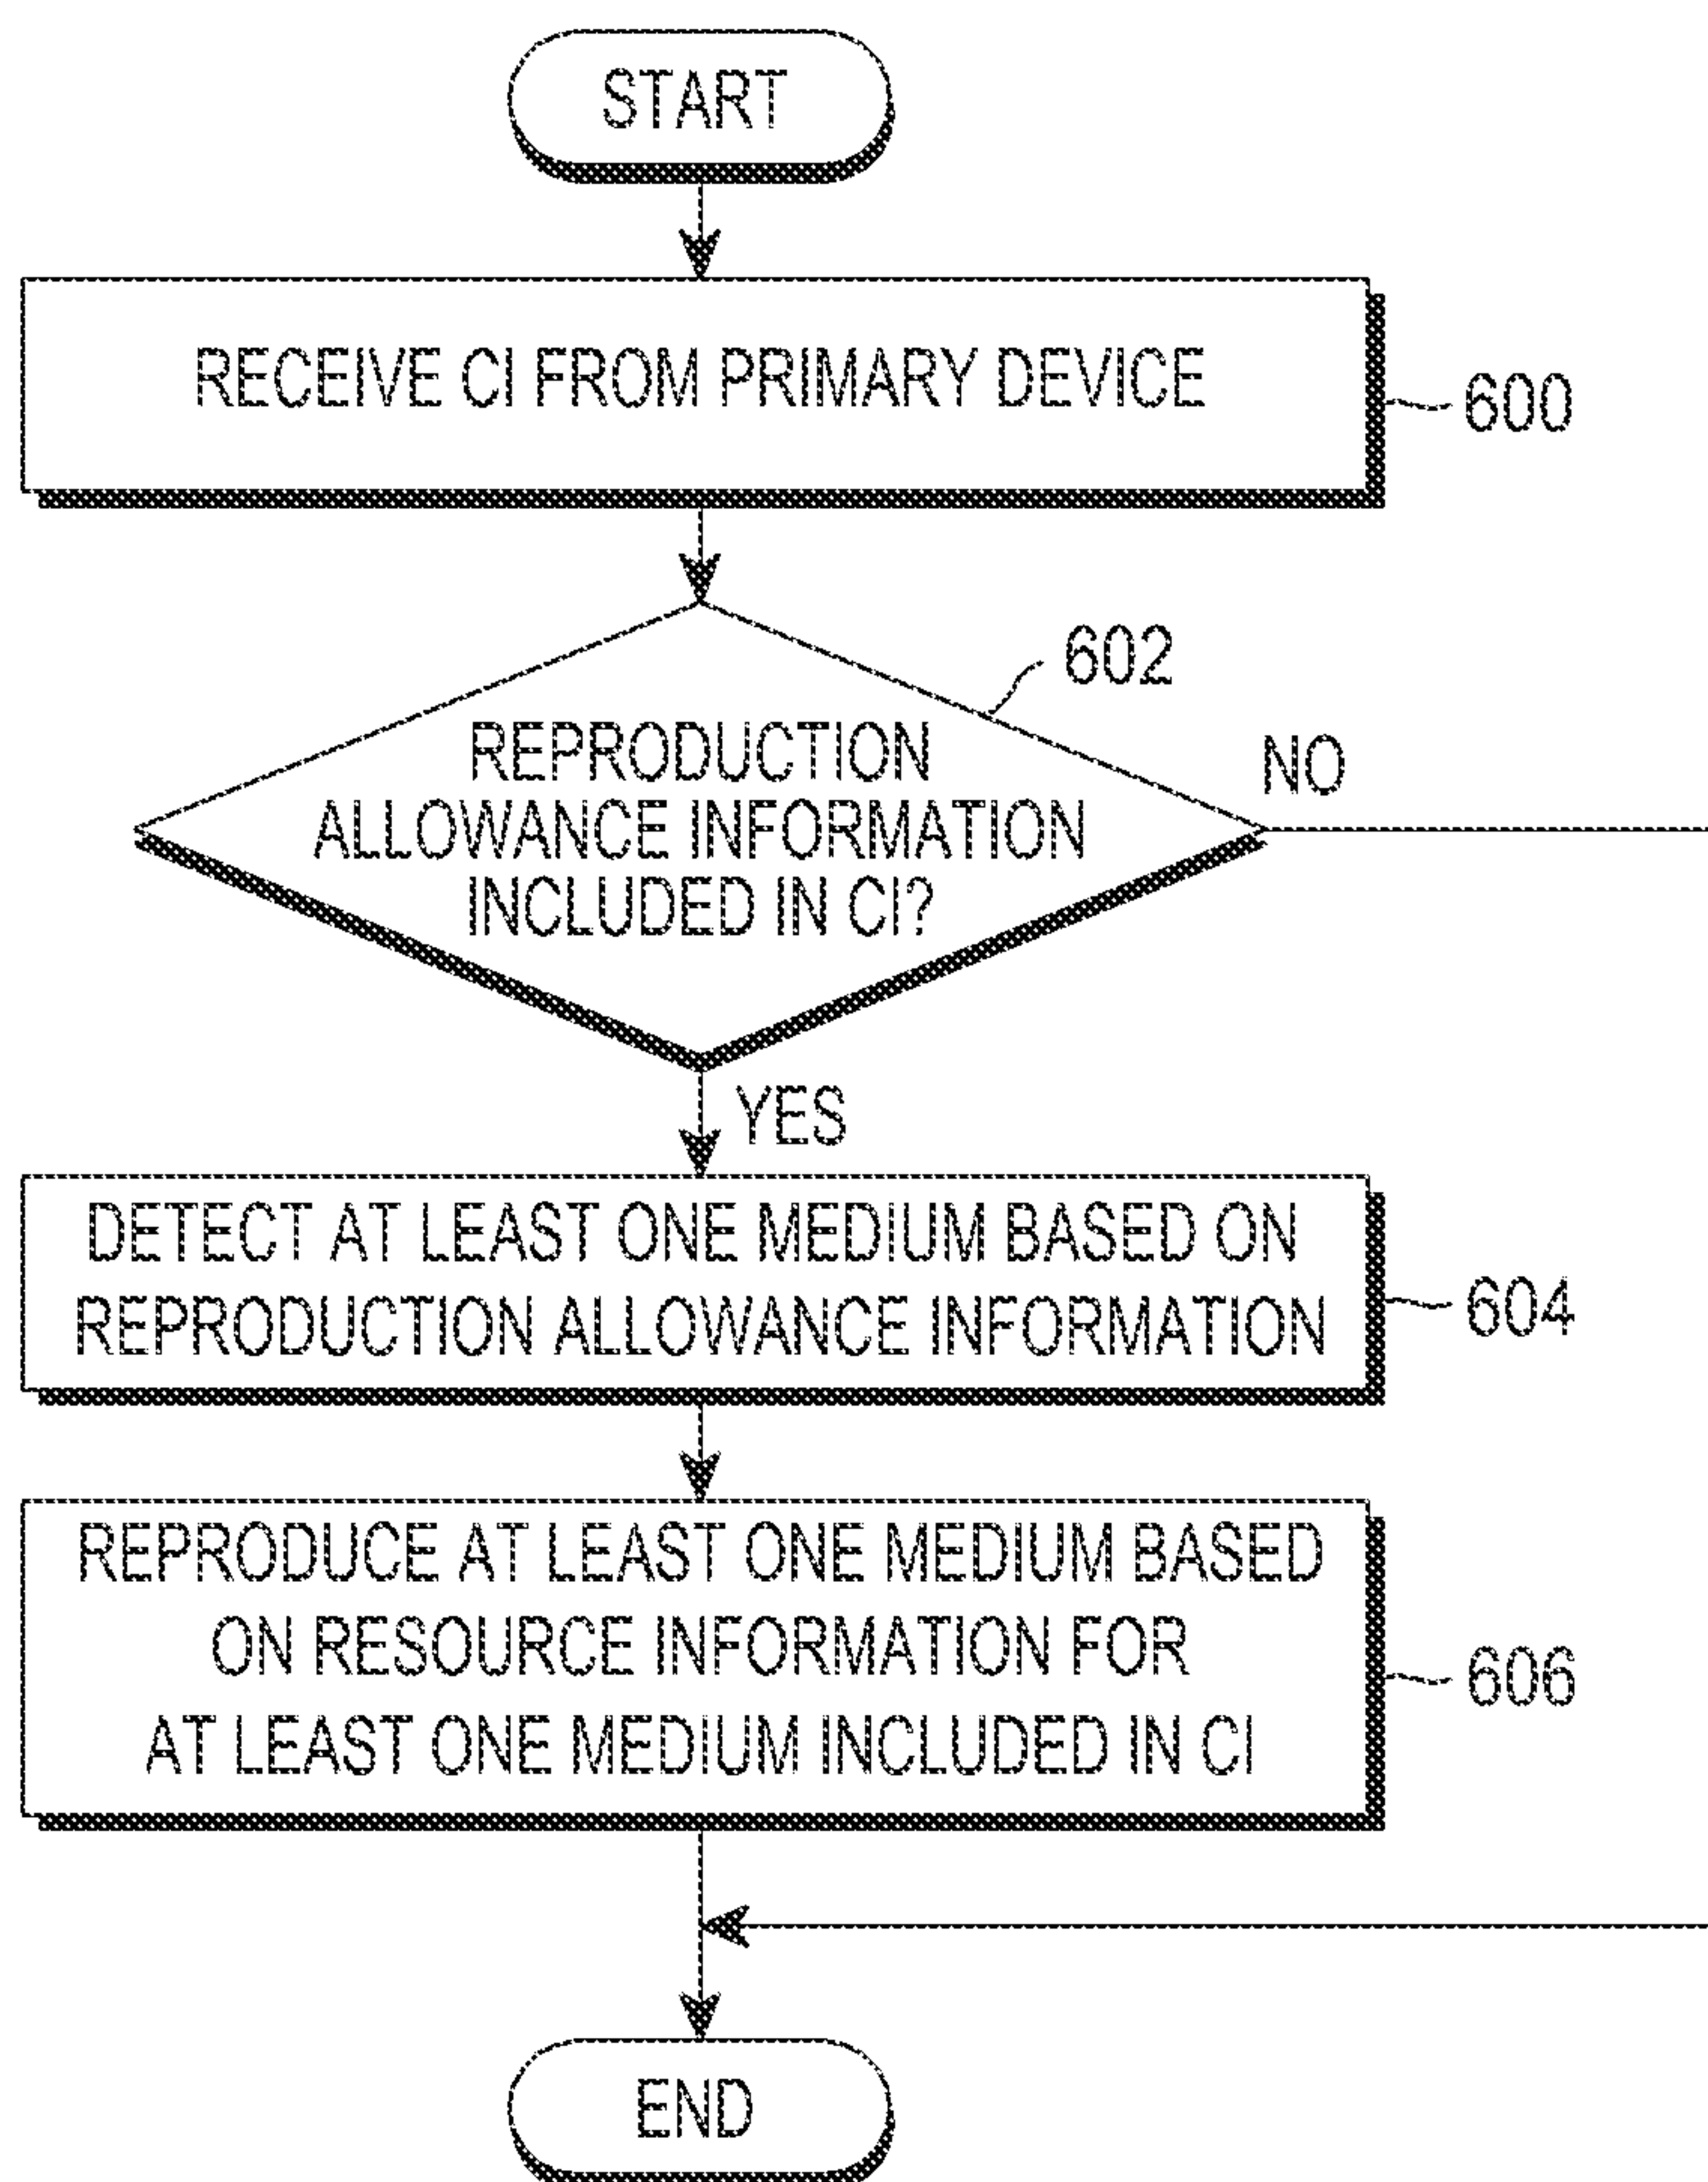 START
RECEIVE CI FROM PRIMARY DEVICE
600
602
REPRODUCTION
ALLOWANCE INFORMATION
INCLUDED IN CI?
NO
YES
DETECT AT LEAST ONE MEDIUM BASED ON
REPRODUCTION ALLOWANCE INFORMATION
604
REPRODUCE AT LEAST ONE MEDIUM BASED
ON RESOURCE INFORMATION FOR
AT LEAST ONE MEDIUM INCLUDED IN CI
606
END